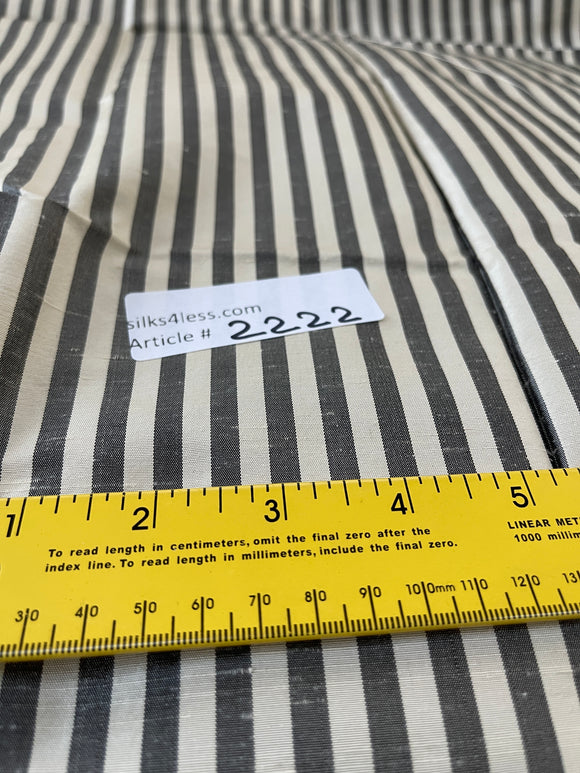 silks4less.com
Article # 2222
1 2 3 4 5
To read length in centimeters, omit the final zero after the
index line. To read length in millimeters, include the final zero.
LINEAR MET
1000 millim
30 40 50 60 70 80 90 100mm 110 120 13